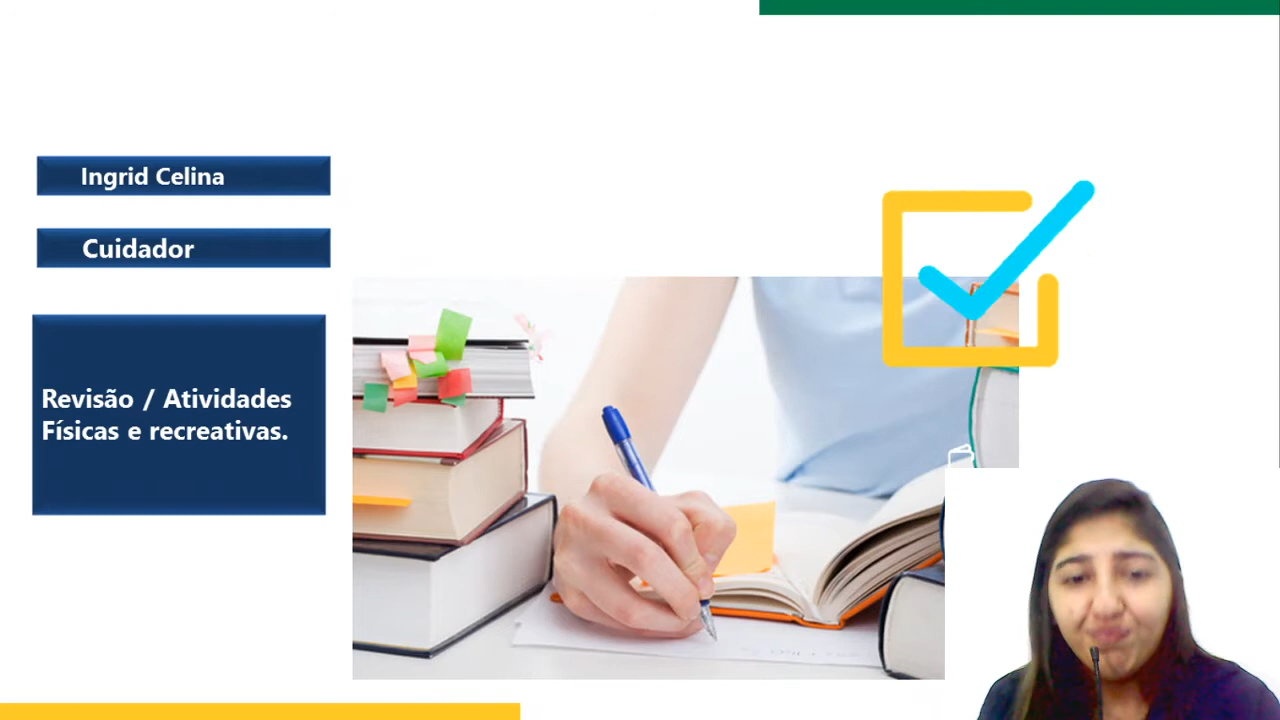 Ingrid Celina
Cuidador
Revisão / Atividades
Físicas e recreativas.